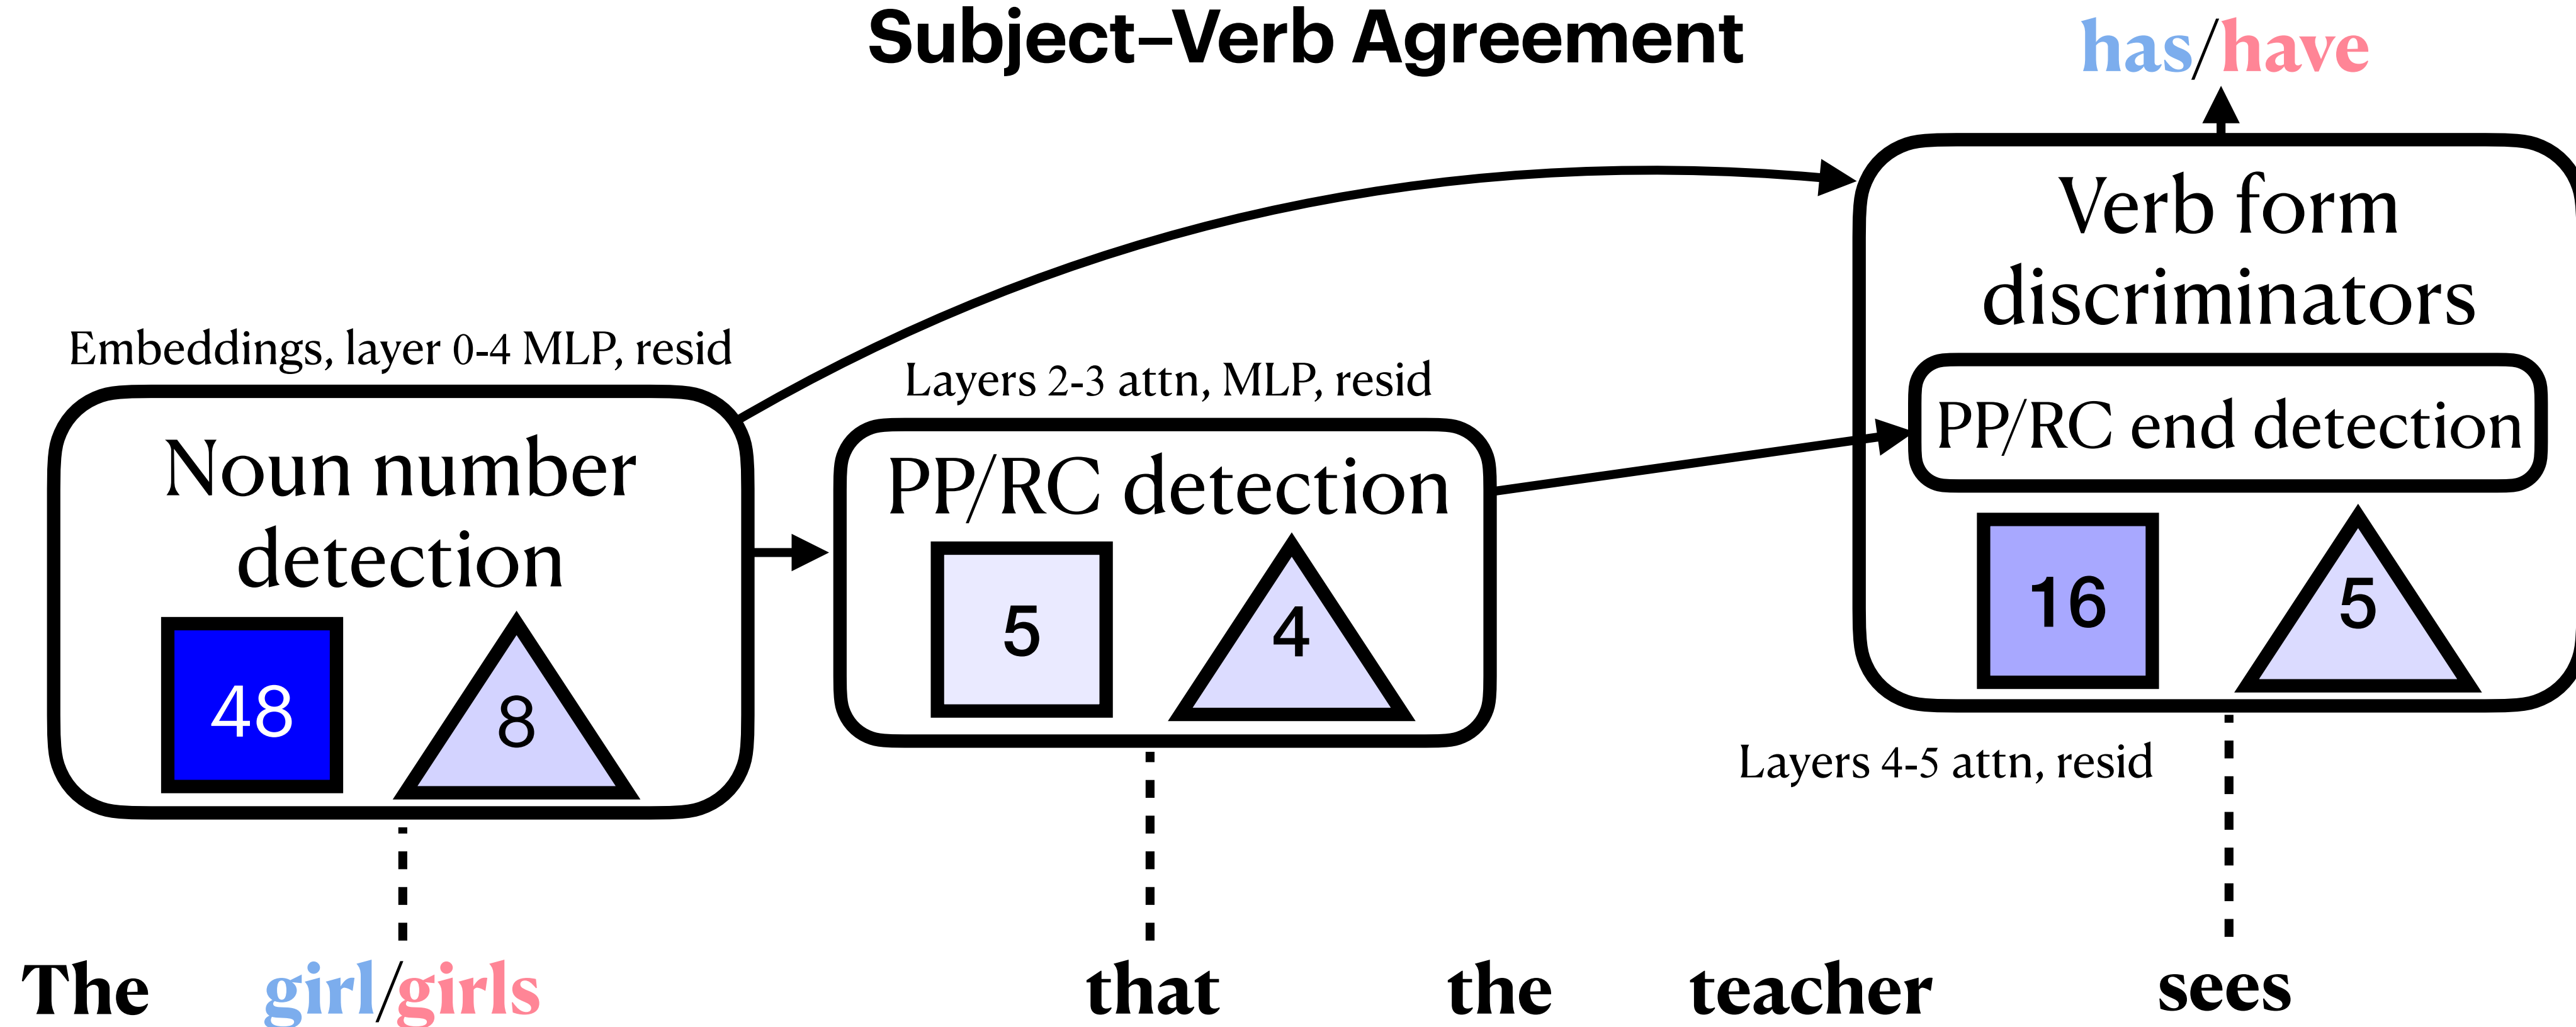 Subject–Verb Agreement
has/have
Embeddings, layer 0-4 MLP, resid
Noun number
detection
48
8
Layers 2-3 attn, MLP, resid
PP/RC detection
5
4
Verb form
discriminators
PP/RC end detection
16
5
Layers 4-5 attn, resid
The girl/girls that the teacher sees